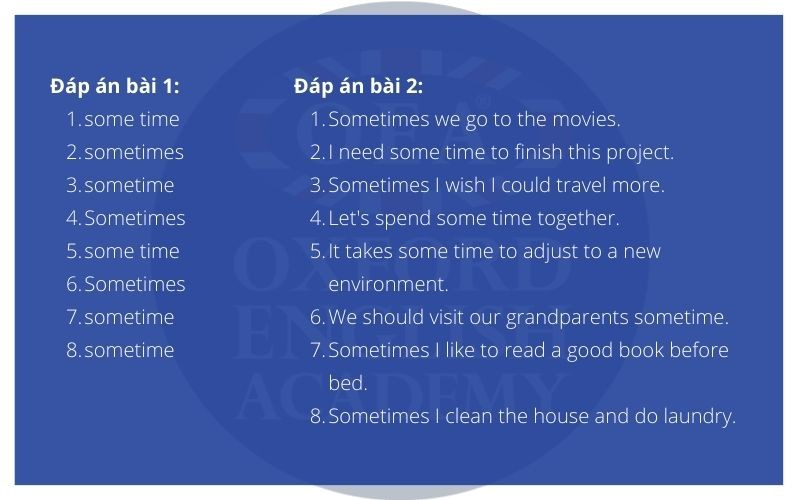 Đáp án bài 1:
1. some time
2. sometimes
3. sometime
4. Sometimes
5. some time
6. Sometimes
7. sometime
8. sometime
Đáp án bài 2:
1. Sometimes we go to the movies.
2. I need some time to finish this project.
3. Sometimes I wish I could travel more.
4. Let's spend some time together.
5. It takes some time to adjust to a new
environment.
6. We should visit our grandparents sometime.
7. Sometimes I like to read a good book before
bed.
8. Sometimes I clean the house and do laundry.
OEA®
OXFORD
ENGLISH
ACADEMY